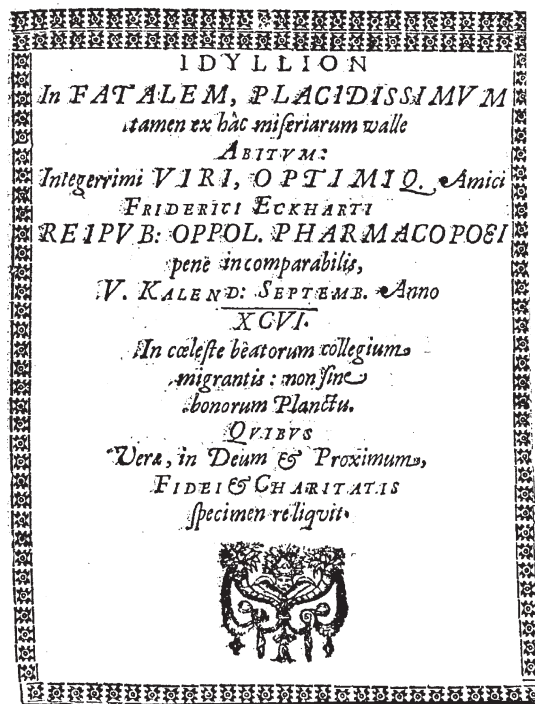 IDYLLION
In FATALEM, PLACIDISSIMVM
tamen ex hâc miſeriarum valle
ABITVM:
Integerrimi VIRI, OPTIMIQ. Amici
FRIDERICI ECKHARTI
REIPVB: OPPOL. PHARMACOPOEI
penè incomparabilis,
V. KALEND: SEPTEMB. Anno
XCVI.
In cœleſte beatorum collegium
migrantis: non ſine
bonorum Planctu.
QVIBVS
Veræ, in Deum & Proximum,
FIDEI & CHARITATIS
ſpecimen reliqvit.